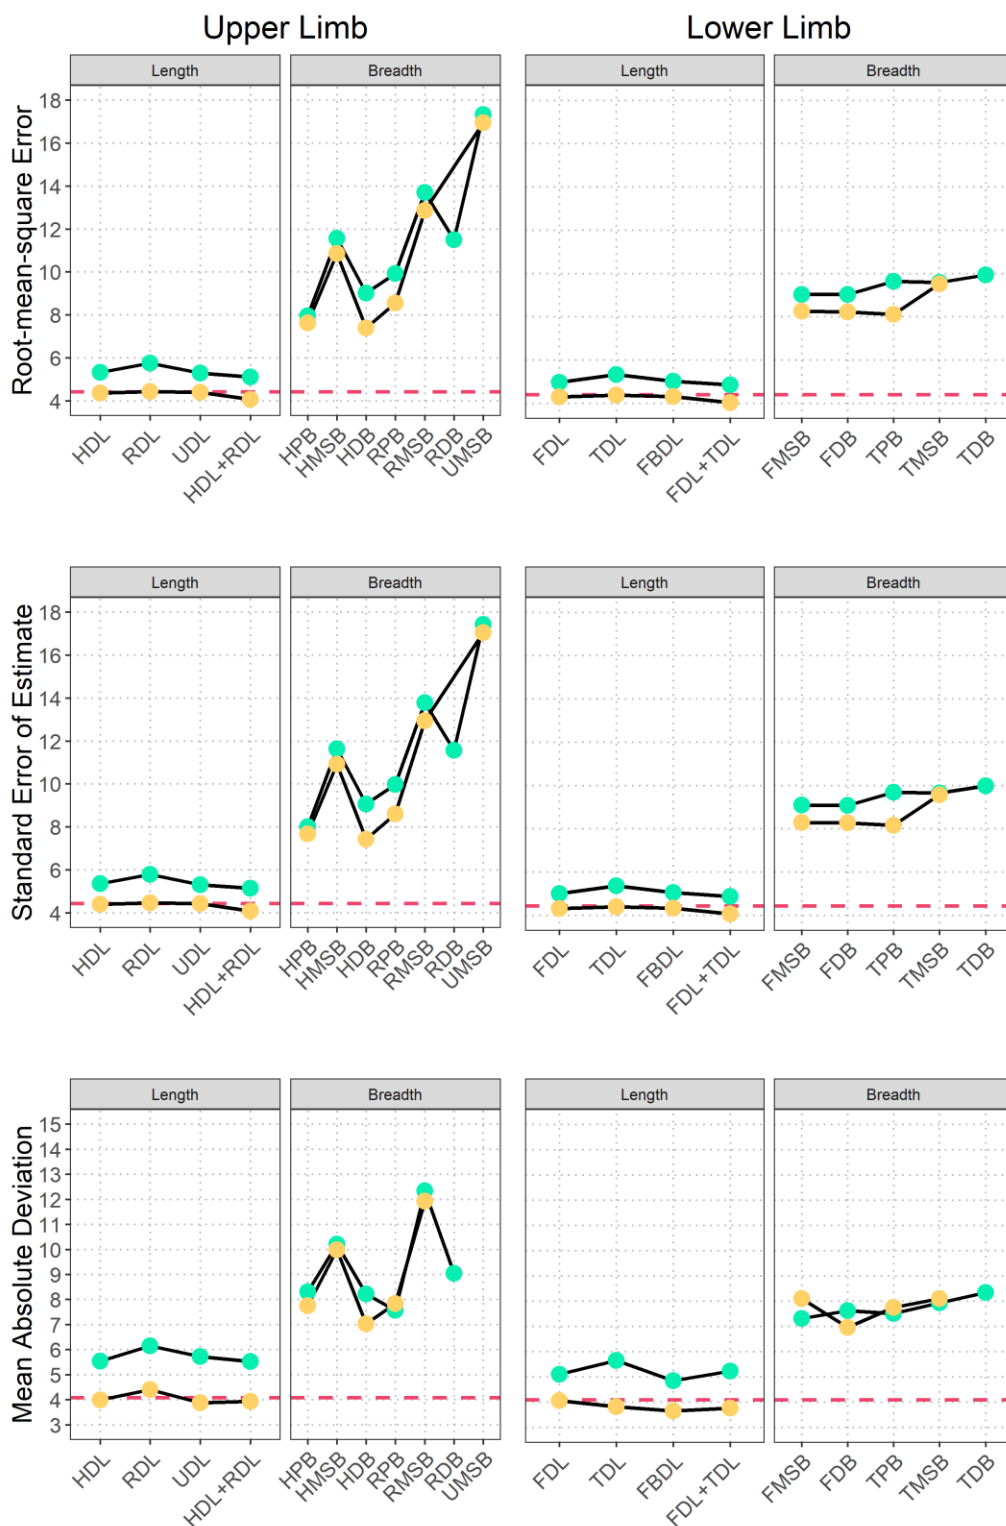 Upper Limb
Lower Limb
Length
Breadth
Length
Breadth
Root-mean-square Error
18
16
14
12
10
8
6
4
HDL
RDL
UDL
HDL+RDL
HPB
HMSB
HDB
RPB
RMSB
RDB
UMSB
FDL
TDL
FBDL
FDL+TDL
FMSB
FDB
TPB
TMSB
TDB
Length
Breadth
Length
Breadth
Standard Error of Estimate
18
16
14
12
10
8
6
4
HDL
RDL
UDL
HDL+RDL
HPB
HMSB
HDB
RPB
RMSB
RDB
UMSB
FDL
TDL
FBDL
FDL+TDL
FMSB
FDB
TPB
TMSB
TDB
Length
Breadth
Length
Breadth
Mean Absolute Deviation
15
14
13
12
11
10
9
8
7
6
5
4
3
HDL
RDL
UDL
HDL+RDL
HPB
HMSB
HDB
RPB
RMSB
RDB
UMSB
FDL
TDL
FBDL
FDL+TDL
FMSB
FDB
TPB
TMSB
TDB